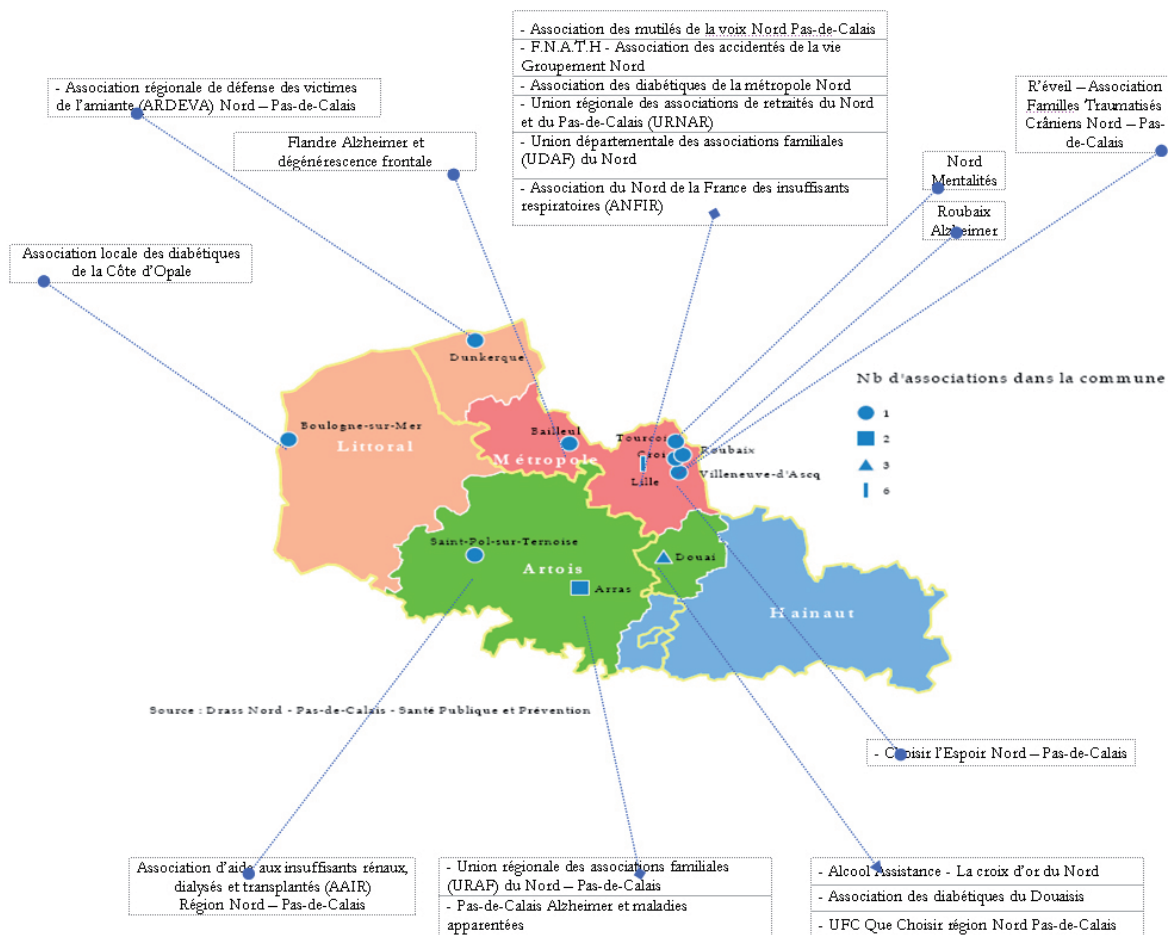 - Association des mutilés de la voix Nord Pas-de-Calais
- F.N.A.T.H - Association des accidentés de la vie
Groupement Nord
- Association des diabétiques de la métropole Nord
- Union régionale des associations de retraités du Nord
et du Pas-de-Calais (URNAR)
- Union départementale des associations familiales
(UDAF) du Nord
- Association du Nord de la France des insuffisants
respiratoires (ANFIR)
- Association régionale de défense des victimes
de l'amiante (ARDEVA) Nord – Pas-de-Calais
Flandre Alzheimer et
dégénérescence frontale
R'éveil – Association
Familles Traumatisés
Crâniens Nord – Pas-
de-Calais
Nord
Mentalités
Roubaix
Alzheimer
Association locale des diabétiques
de la Côte d'Opale
Dunkerque
Boulogne-sur-Mer
Littoral
Bailleul
Métropole
Tourcoi
Croi
Roubaix
Lille
Villeneuve-d'Ascq
Nb d'associations dans la commune
1
2
3
6
Saint-Pol-sur-Ternoise
Artois
Arras
Douai
Hainaut
Source : Drass Nord - Pas-de-Calais - Santé Publique et Prévention
- Choisir l'Espoir Nord – Pas-de-Calais
Association d'aide aux insuffisants rénaux,
dialysés et transplantés (AAIR)
Région Nord – Pas-de-Calais
- Union régionale des associations familiales
(URAF) du Nord – Pas-de-Calais
- Pas-de-Calais Alzheimer et maladies
apparentées
- Alcool Assistance - La croix d'or du Nord
- Association des diabétiques du Douaisis
- UFC Que Choisir région Nord Pas-de-Calais